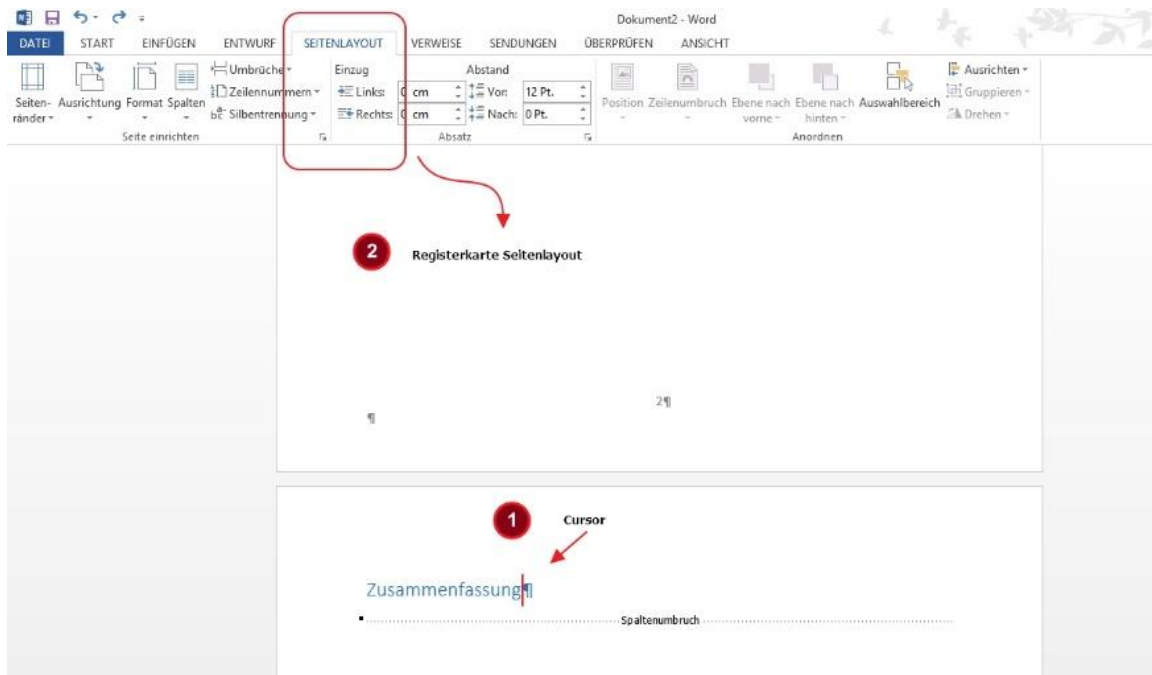 Dokument2 - Word
DATEI START EINFÜGEN ENTWURF SEITENLAYOUT VERWEISE SENDUNGEN ÜBERPRÜFEN ANSICHT
Umbrüche Einzug Abstand Ausrichten
Seiten- Ausrichtung Format Spalten Zeilennummern Links: 0 cm Vor: 12 Pt. Position Zeilenumbruch Ebene nach Ebene nach Auswahlbereich Gruppieren
ränder Silbentrennung Rechts: 0 cm Nach: 0 Pt. vorne hinten Drehen
Seite einrichten Absatz Anordnen
2 Registerkarte Seitenlayout
2¶
¶
1 Cursor
Zusammenfassung¶
Spaltenumbruch